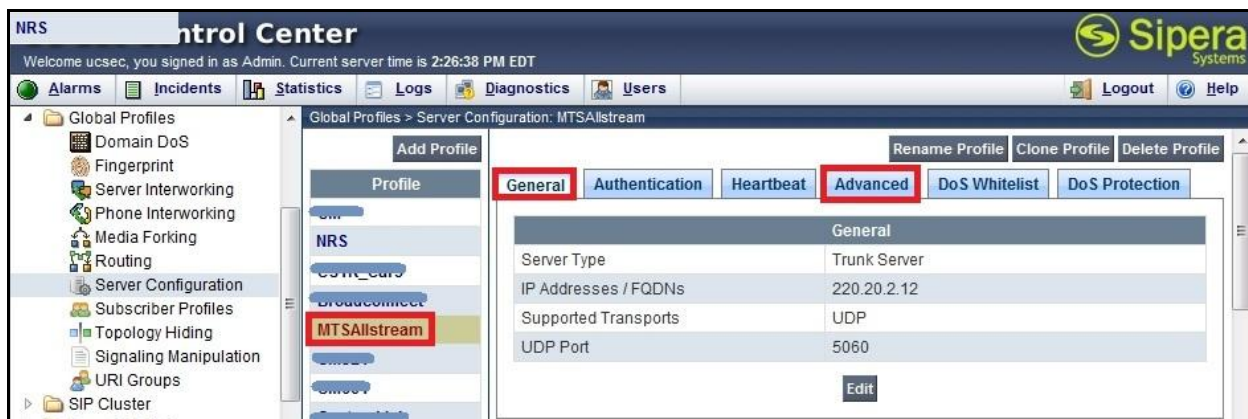 NRS
ntrol Center
Sipera
Systems
Welcome ucsec, you signed in as Admin. Current server time is 2:26:38 PM EDT
Alarms Incidents Statistics Logs Diagnostics Users Logout Help
Global Profiles
Domain DoS
Fingerprint
Server Interworking
Phone Interworking
Media Forking
Routing
Server Configuration
Subscriber Profiles
Topology Hiding
Signaling Manipulation
URI Groups
SIP Cluster
Global Profiles > Server Configuration: MTSAllstream
Add Profile
Rename Profile Clone Profile Delete Profile
Profile
NRS
MTSAllstream
General Authentication Heartbeat Advanced DoS Whitelist DoS Protection
General
Server Type Trunk Server
IP Addresses / FQDNs 220.20.2.12
Supported Transports UDP
UDP Port 5060
Edit